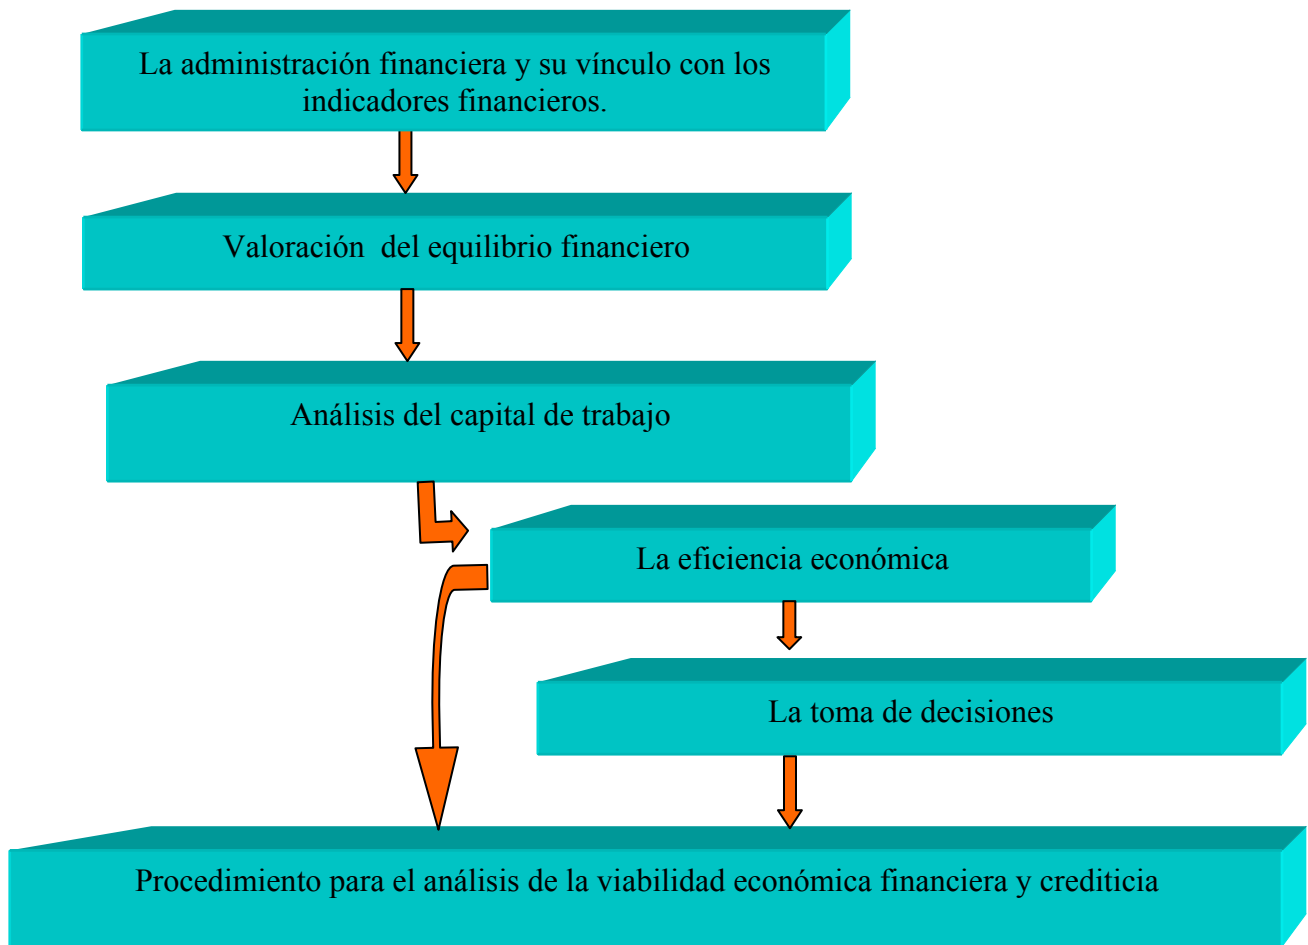 La administración financiera y su vínculo con los
indicadores financieros.
Valoración  del equilibrio financiero
Análisis del capital de trabajo
La eficiencia económica
La toma de decisiones
Procedimiento para el análisis de la viabilidad económica financiera y crediticia